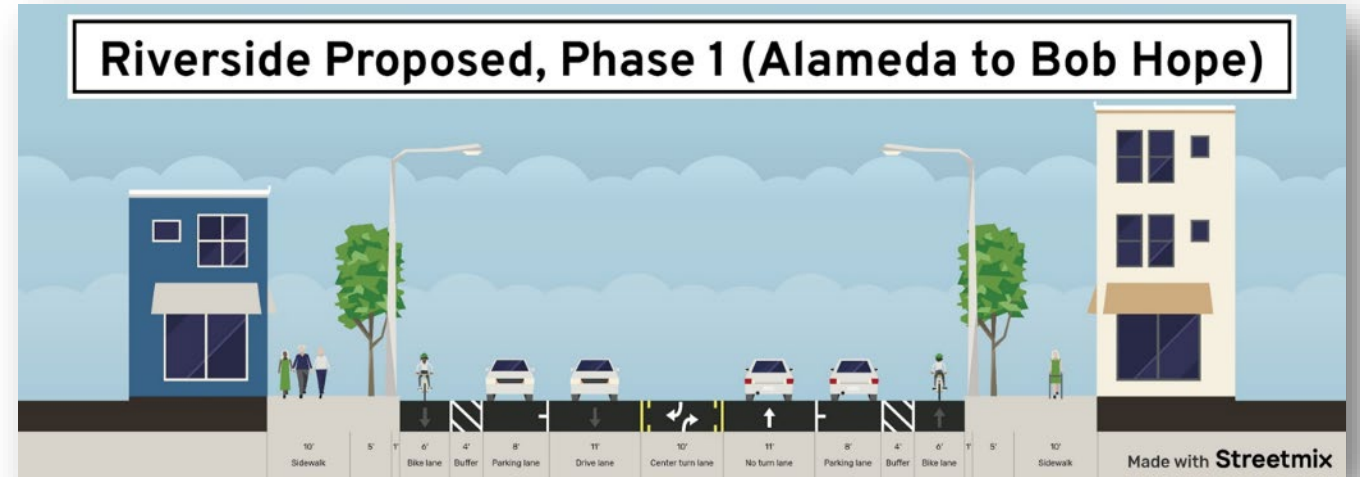 Riverside Proposed, Phase 1 (Alameda to Bob Hope)
10' 5' 1' 6' 4' 8' 11' 10' 11' 8' 4' 6' 1' 5' 10'
Sidewalk Bike lane Buffer Parking lane Drive lane Center turn lane No turn lane Parking lane Buffer Bike lane Sidewalk
Made with Streetmix